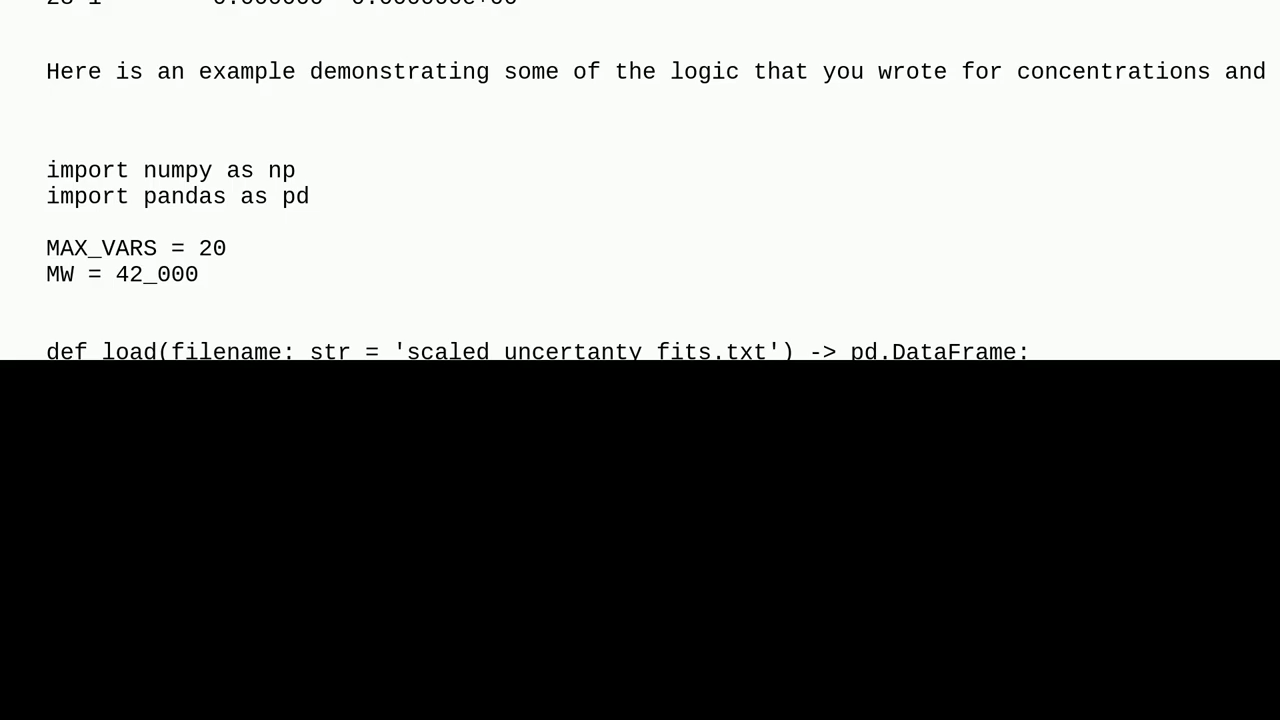 Here is an example demonstrating some of the logic that you wrote for concentrations and
import numpy as np
import pandas as pd
MAX_VARS = 20
MW = 42_000
def load(filename: str = 'scaled_uncertanty_fits.txt') -> pd.DataFrame: